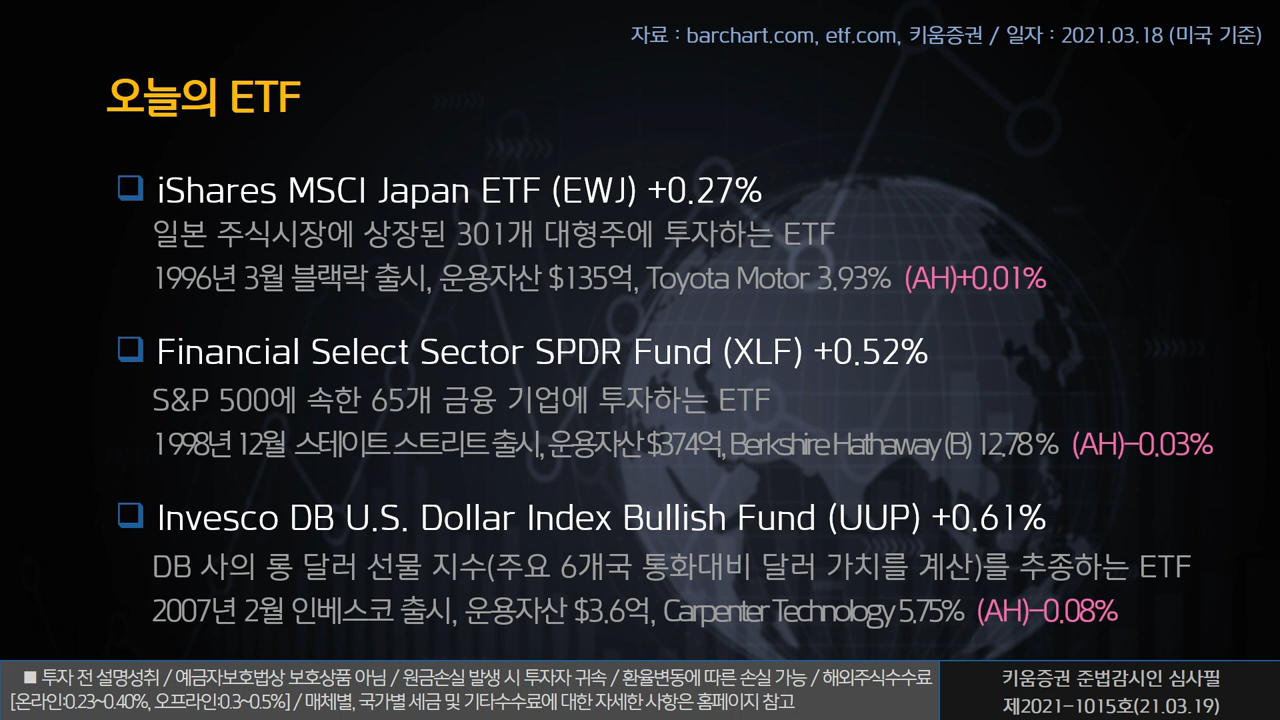 자료 : barchart.com, etf.com, 키움증권 / 일자 : 2021.03.18 (미국 기준)
오늘의 ETF
❏ iShares MSCI Japan ETF (EWJ) +0.27%
일본 주식시장에 상장된 301개 대형주에 투자하는 ETF
1996년 3월 블랙락 출시, 운용자산 $135억, Toyota Motor 3.93% (AH)+0.01%
❏ Financial Select Sector SPDR Fund (XLF) +0.52%
S&P 500에 속한 65개 금융 기업에 투자하는 ETF
1998년 12월 스테이트 스트리트 출시, 운용자산 $374억, Berkshire Hathaway (B) 12.78% (AH)-0.03%
❏ Invesco DB U.S. Dollar Index Bullish Fund (UUP) +0.61%
DB 사의 롱 달러 선물 지수(주요 6개국 통화대비 달러 가치를 계산)를 추종하는 ETF
2007년 2월 인베스코 출시, 운용자산 $3.6억, Carpenter Technology 5.75% (AH)-0.08%
■ 투자 전 설명성취 / 예금자보호법상 보호상품 아님 / 원금손실 발생 시 투자자 귀속 / 환율변동에 따른 손실 가능 / 해외주식수수료
[온라인:0.23~0.40%, 오프라인:0.3~0.5%] / 매체별, 국가별 세금 및 기타수수료에 대한 자세한 사항은 홈페이지 참고
키움증권 준법감시인 심사필
제2021-1015호(21.03.19)